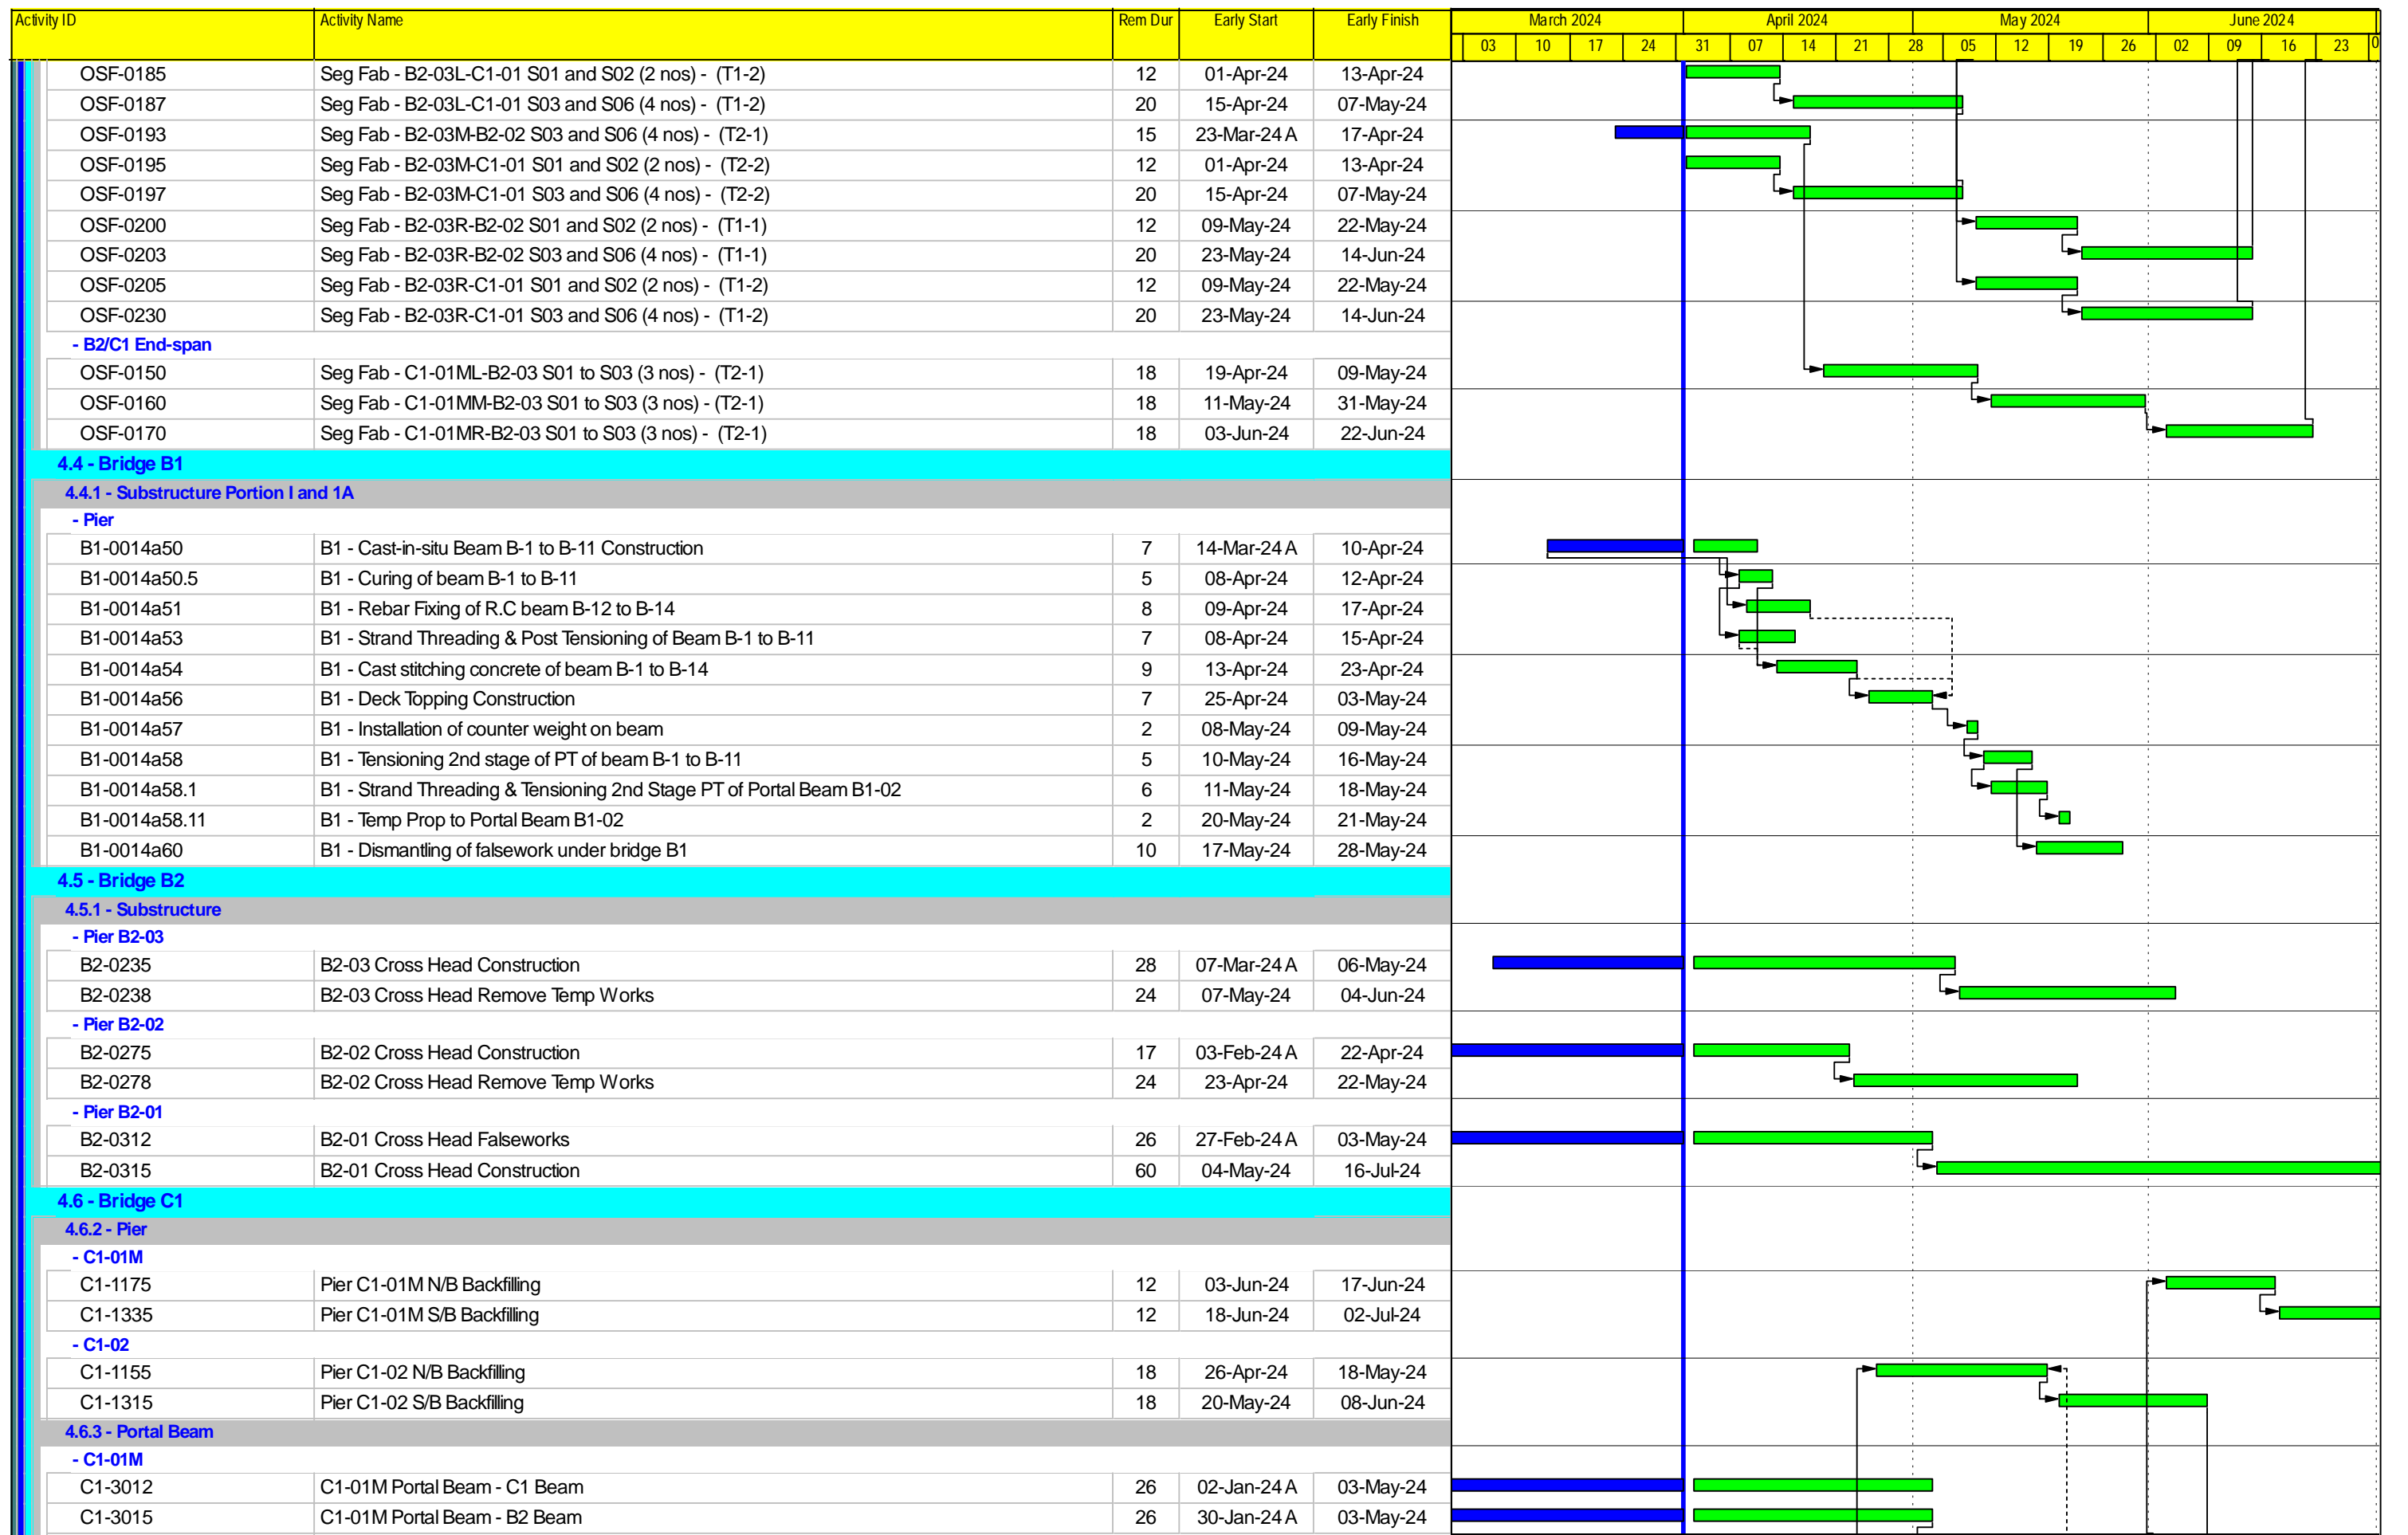 Activity ID Activity Name Rem Dur Early Start Early Finish March 2024 April 2024 May 2024 June 2024
03 10 17 24 31 07 14 21 28 05 12 19 26 02 09 16 23 0
OSF-0185 Seg Fab - B2-03L-C1-01 S01 and S02 (2 nos) - (T1-2) 12 01-Apr-24 13-Apr-24
OSF-0187 Seg Fab - B2-03L-C1-01 S03 and S06 (4 nos) - (T1-2) 20 15-Apr-24 07-May-24
OSF-0193 Seg Fab - B2-03M-B2-02 S03 and S06 (4 nos) - (T2-1) 15 23-Mar-24 A 17-Apr-24
OSF-0195 Seg Fab - B2-03M-C1-01 S01 and S02 (2 nos) - (T2-2) 12 01-Apr-24 13-Apr-24
OSF-0197 Seg Fab - B2-03M-C1-01 S03 and S06 (4 nos) - (T2-2) 20 15-Apr-24 07-May-24
OSF-0200 Seg Fab - B2-03R-B2-02 S01 and S02 (2 nos) - (T1-1) 12 09-May-24 22-May-24
OSF-0203 Seg Fab - B2-03R-B2-02 S03 and S06 (4 nos) - (T1-1) 20 23-May-24 14-Jun-24
OSF-0205 Seg Fab - B2-03R-C1-01 S01 and S02 (2 nos) - (T1-2) 12 09-May-24 22-May-24
OSF-0230 Seg Fab - B2-03R-C1-01 S03 and S06 (4 nos) - (T1-2) 20 23-May-24 14-Jun-24
- B2/C1 End-span
OSF-0150 Seg Fab - C1-01ML-B2-03 S01 to S03 (3 nos) - (T2-1) 18 19-Apr-24 09-May-24
OSF-0160 Seg Fab - C1-01MM-B2-03 S01 to S03 (3 nos) - (T2-1) 18 11-May-24 31-May-24
OSF-0170 Seg Fab - C1-01MR-B2-03 S01 to S03 (3 nos) - (T2-1) 18 03-Jun-24 22-Jun-24
4.4 - Bridge B1
4.4.1 - Substructure Portion I and 1A
- Pier
B1-0014a50 B1 - Cast-in-situ Beam B-1 to B-11 Construction 7 14-Mar-24 A 10-Apr-24
B1-0014a50.5 B1 - Curing of beam B-1 to B-11 5 08-Apr-24 12-Apr-24
B1-0014a51 B1 - Rebar Fixing of R.C beam B-12 to B-14 8 09-Apr-24 17-Apr-24
B1-0014a53 B1 - Strand Threading & Post Tensioning of Beam B-1 to B-11 7 08-Apr-24 15-Apr-24
B1-0014a54 B1 - Cast stitching concrete of beam B-1 to B-14 9 13-Apr-24 23-Apr-24
B1-0014a56 B1 - Deck Topping Construction 7 25-Apr-24 03-May-24
B1-0014a57 B1 - Installation of counter weight on beam 2 08-May-24 09-May-24
B1-0014a58 B1 - Tensioning 2nd stage of PT of beam B-1 to B-11 5 10-May-24 16-May-24
B1-0014a58.1 B1 - Strand Threading & Tensioning 2nd Stage PT of Portal Beam B1-02 6 11-May-24 18-May-24
B1-0014a58.11 B1 - Temp Prop to Portal Beam B1-02 2 20-May-24 21-May-24
B1-0014a60 B1 - Dismantling of falsework under bridge B1 10 17-May-24 28-May-24
4.5 - Bridge B2
4.5.1 - Substructure
- Pier B2-03
B2-0235 B2-03 Cross Head Construction 28 07-Mar-24 A 06-May-24
B2-0238 B2-03 Cross Head Remove Temp Works 24 07-May-24 04-Jun-24
- Pier B2-02
B2-0275 B2-02 Cross Head Construction 17 03-Feb-24 A 22-Apr-24
B2-0278 B2-02 Cross Head Remove Temp Works 24 23-Apr-24 22-May-24
- Pier B2-01
B2-0312 B2-01 Cross Head Falseworks 26 27-Feb-24 A 03-May-24
B2-0315 B2-01 Cross Head Construction 60 04-May-24 16-Jul-24
4.6 - Bridge C1
4.6.2 - Pier
- C1-01M
C1-1175 Pier C1-01M N/B Backfilling 12 03-Jun-24 17-Jun-24
C1-1335 Pier C1-01M S/B Backfilling 12 18-Jun-24 02-Jul-24
- C1-02
C1-1155 Pier C1-02 N/B Backfilling 18 26-Apr-24 18-May-24
C1-1315 Pier C1-02 S/B Backfilling 18 20-May-24 08-Jun-24
4.6.3 - Portal Beam
- C1-01M
C1-3012 C1-01M Portal Beam - C1 Beam 26 02-Jan-24 A 03-May-24
C1-3015 C1-01M Portal Beam - B2 Beam 26 30-Jan-24 A 03-May-24